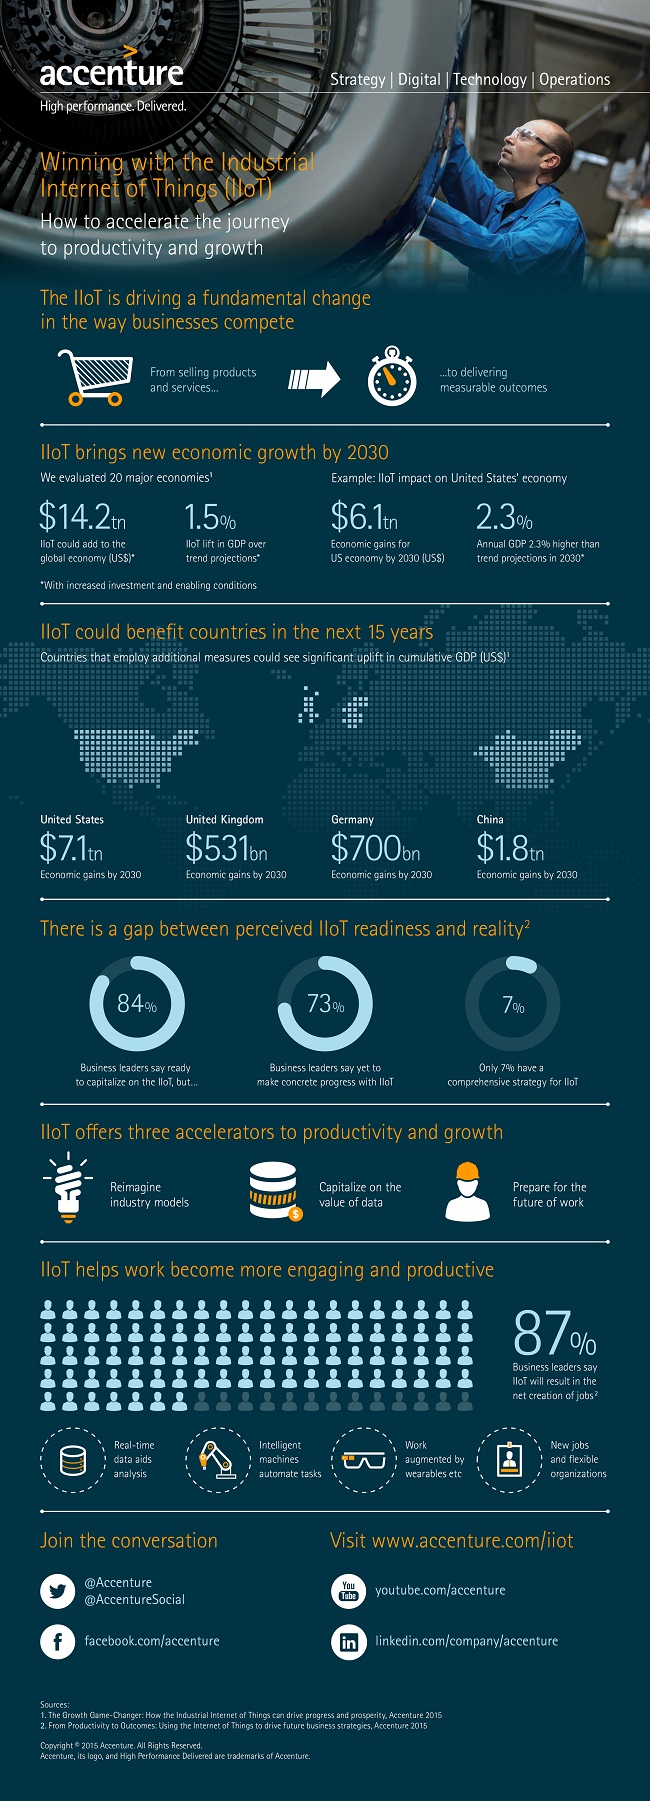 accenture
High performance. Delivered.
Strategy | Digital | Technology | Operations
Winning with the Industrial
Internet of Things (IIoT)
How to accelerate the journey
to productivity and growth
The IIoT is driving a fundamental change
in the way businesses compete
From selling products
and services...
...to delivering
measurable outcomes
IIoT brings new economic growth by 2030
We evaluated 20 major economies¹
Example: IIoT impact on United States' economy
$14.2tn
IIoT could add to the
global economy (US$)*
1.5%
IIoT lift in GDP over
trend projections*
$6.1tn
Economic gains for
US economy by 2030 (US$)
2.3%
Annual GDP 2.3% higher than
trend projections in 2030*
*With increased investment and enabling conditions
IIoT could benefit countries in the next 15 years
Countries that employ additional measures could see significant uplift in cumulative GDP (US$)¹
United States
$7.1tn
Economic gains by 2030
United Kingdom
$531bn
Economic gains by 2030
Germany
$700bn
Economic gains by 2030
China
$1.8tn
Economic gains by 2030
There is a gap between perceived IIoT readiness and reality²
84%
Business leaders say ready
to capitalize on the IIoT, but...
73%
Business leaders say yet to
make concrete progress with IIoT
7%
Only 7% have a
comprehensive strategy for IIoT
IIoT offers three accelerators to productivity and growth
Reimagine
industry models
$
Capitalize on the
value of data
Prepare for the
future of work
IIoT helps work become more engaging and productive
87%
Business leaders say
IIoT will result in the
net creation of jobs²
Real-time
data aids
analysis
Intelligent
machines
automate tasks
Work
augmented by
wearables etc
New jobs
and flexible
organizations
Join the conversation
@Accenture
@AccentureSocial
f
facebook.com/accenture
Visit www.accenture.com/iiot
You
Tube
youtube.com/accenture
in
linkedin.com/company/accenture
Sources:
1. The Growth Game-Changer: How the Industrial Internet of Things can drive progress and prosperity, Accenture 2015
2. From Productivity to Outcomes: Using the Internet of Things to drive future business strategies, Accenture 2015
Copyright © 2015 Accenture. All Rights Reserved.
Accenture, its logo, and High Performance Delivered are trademarks of Accenture.